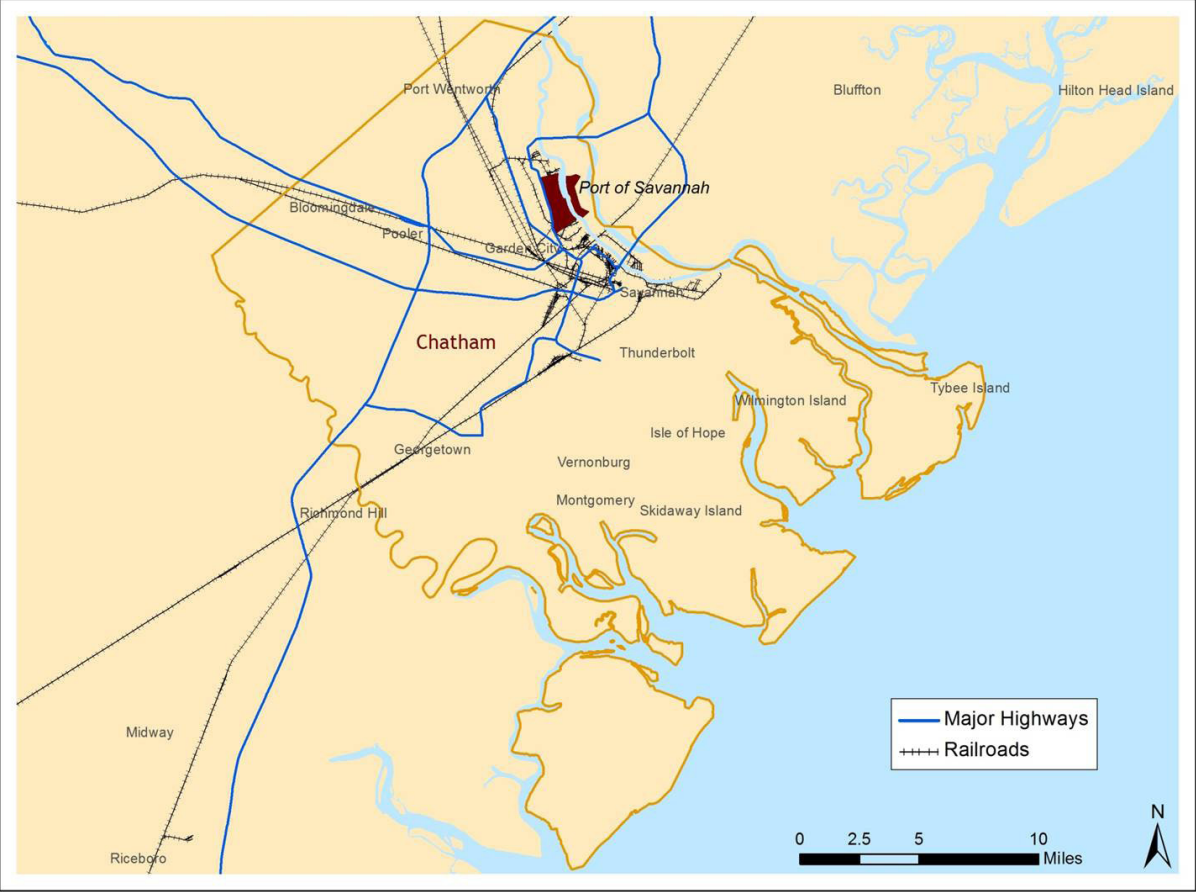 Port Wentworth
Bluffton
Hilton Head Island
Port of Savannah
Bloomingdale
Pooler
Garden City
Savannah
Chatham
Thunderbolt
Tybee Island
Wilmington Island
Isle of Hope
Georgetown
Vernonburg
Montgomery
Skidaway Island
Richmond Hill
Midway
Riceboro
Major Highways
Railroads
N
0 2.5 5 10
Miles